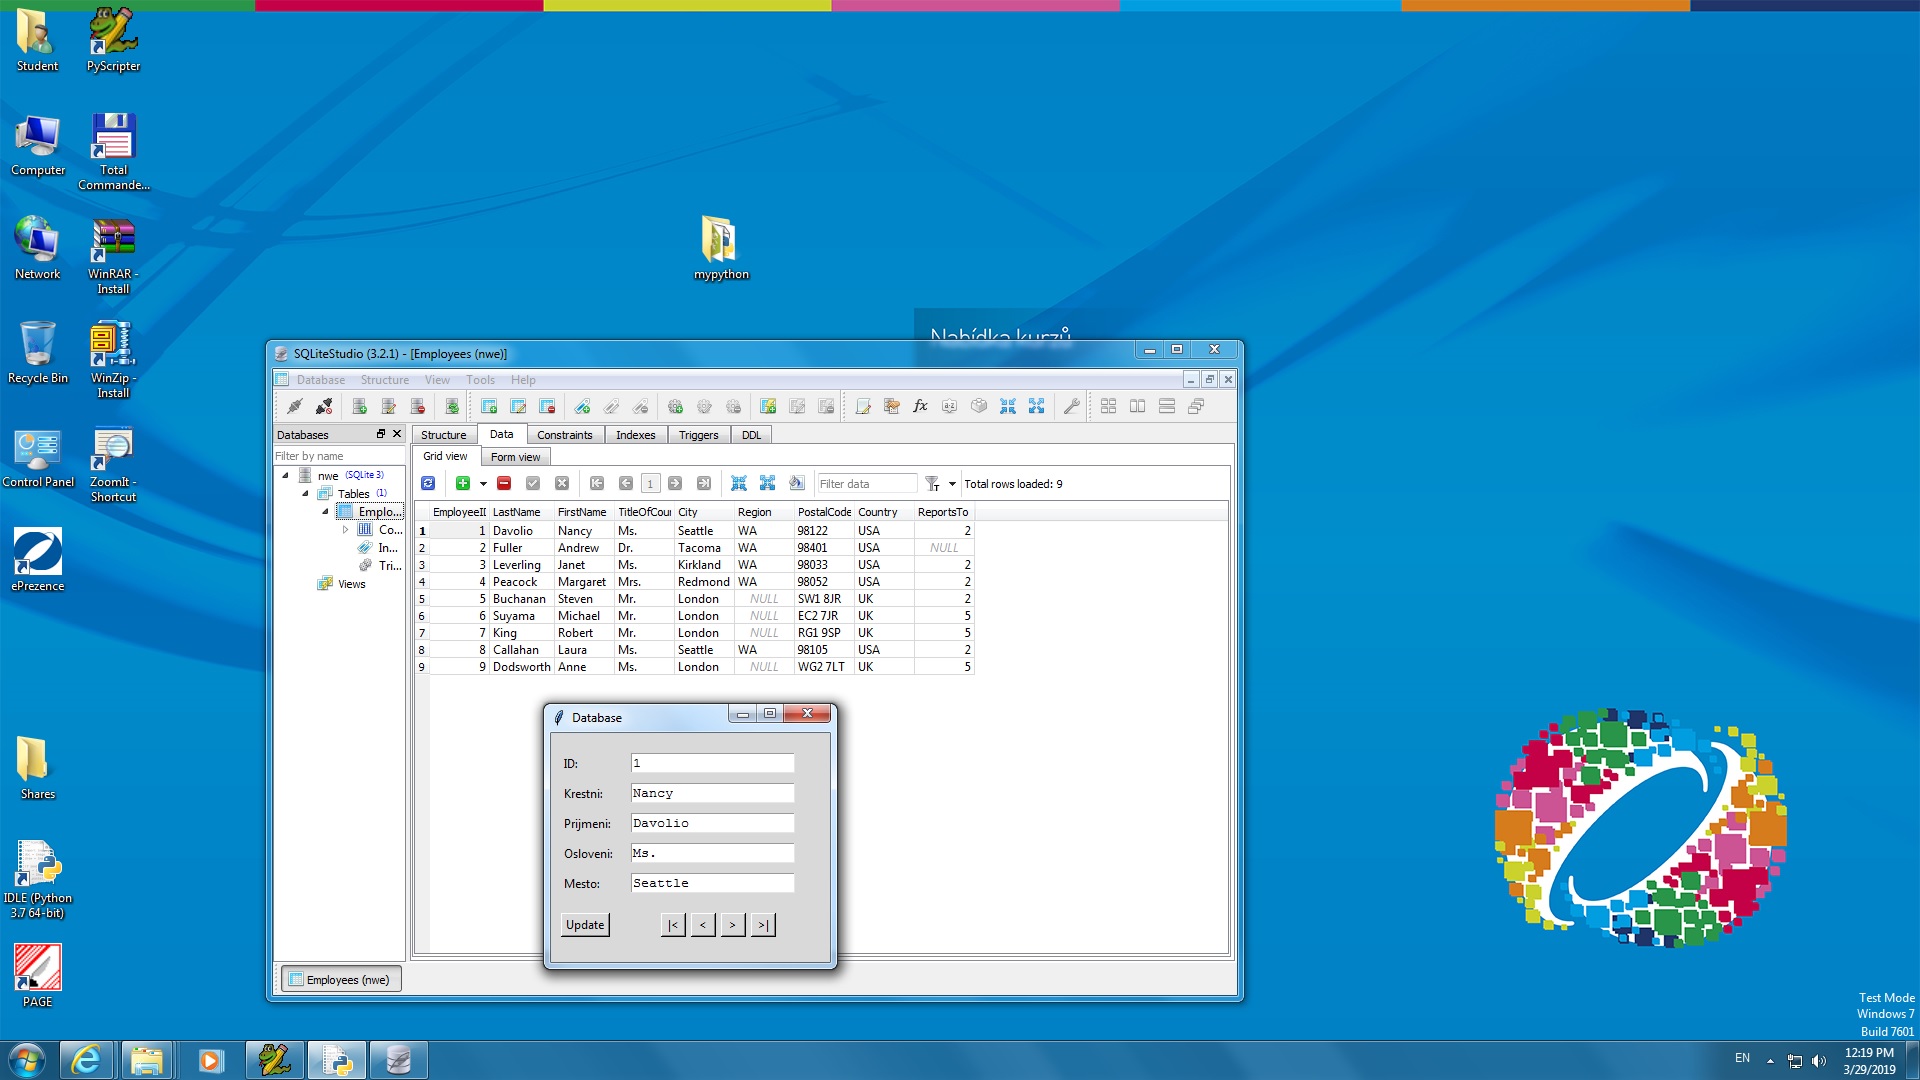 Student
PyScripter
Computer
Total
Commande...
Network
WinRAR -
Install
mypython
Recycle Bin
WinZip -
Install
Control Panel
ZoomIt -
Shortcut
ePrezence
Shares
IDLE (Python
3.7 64-bit)
PAGE
Nabídka kurzů
SQLiteStudio (3.2.1) - [Employees (nwe)]
Database Structure View Tools Help
Databases
Filter by name
nwe (SQLite 3)
Tables (1)
Emplo...
Co...
In...
Tri...
Views
Structure Data Constraints Indexes Triggers DDL
Grid view Form view
1 Filter data Total rows loaded: 9
EmployeeID LastName FirstName TitleOfCour City Region PostalCode Country ReportsTo
1 1 Davolio Nancy Ms. Seattle WA 98122 USA 2
2 2 Fuller Andrew Dr. Tacoma WA 98401 USA NULL
3 3 Leverling Janet Ms. Kirkland WA 98033 USA 2
4 4 Peacock Margaret Mrs. Redmond WA 98052 USA 2
5 5 Buchanan Steven Mr. London NULL SW1 8JR UK 2
6 6 Suyama Michael Mr. London NULL EC2 7JR UK 5
7 7 King Robert Mr. London NULL RG1 9SP UK 5
8 8 Callahan Laura Ms. Seattle WA 98105 USA 2
9 9 Dodsworth Anne Ms. London NULL WG2 7LT UK 5
Database
ID: 1
Krestni: Nancy
Prijmeni: Davolio
Osloveni: Ms.
Mesto: Seattle
Update |< < > >|
Employees (nwe)
Test Mode
Windows 7
Build 7601
EN
12:19 PM
3/29/2019